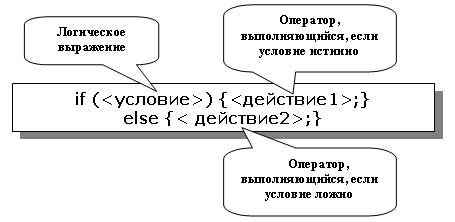 Логическое
выражение
Оператор,
выполняющийся, если
условие истинно
if (<условие>) {<действие1>;}
else {< действие2>;}
Оператор,
выполняющийся, если
условие ложно